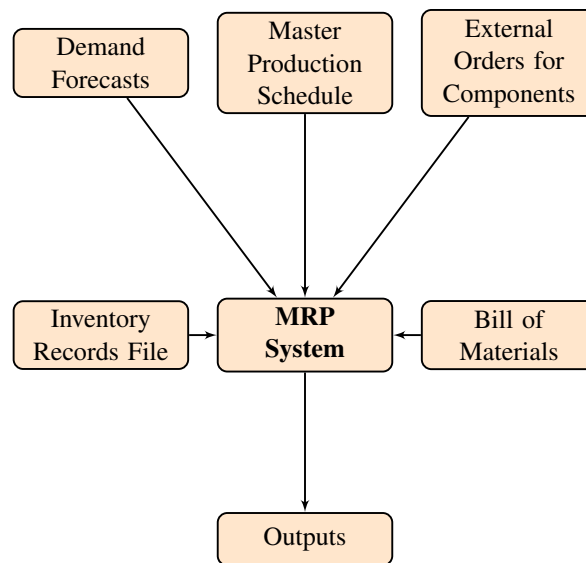 Demand
Forecasts
Master
Production
Schedule
External
Orders for
Components
Inventory
Records File
MRP
System
Bill of
Materials
Outputs